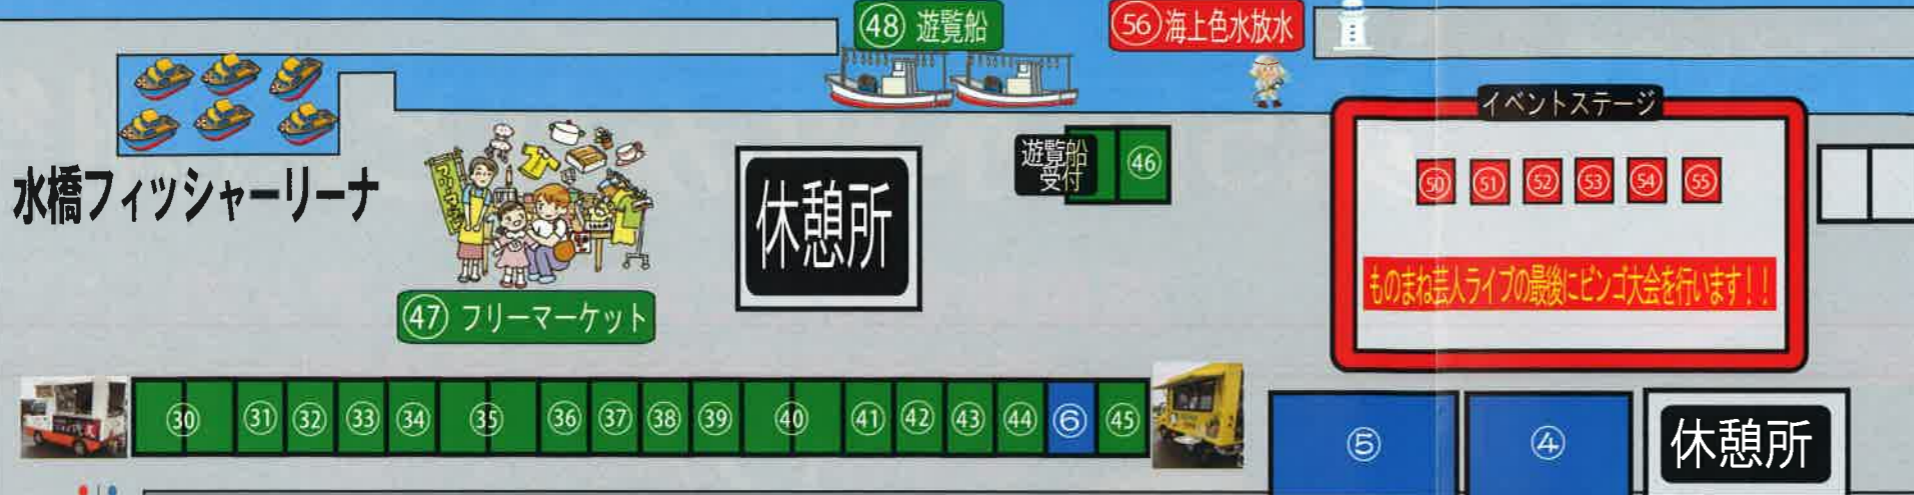 ㊽ 遊覧船
56 海上色水放水
イベントステージ
遊覧船
受付
㊻
㊿ 51 52 53 54 55
水橋フィッシャーリーナ
休憩所
ものまね芸人ライブの最後にビンゴ大会を行います！！
㊼ フリーマーケット
㉚ ㉛ ㉜ ㉝ ㉞ ㉟ ㊱ ㊲ ㊳ ㊴ ㊵ ㊶ ㊷ ㊸ ㊹ ⑥ ㊺
⑤
④
休憩所